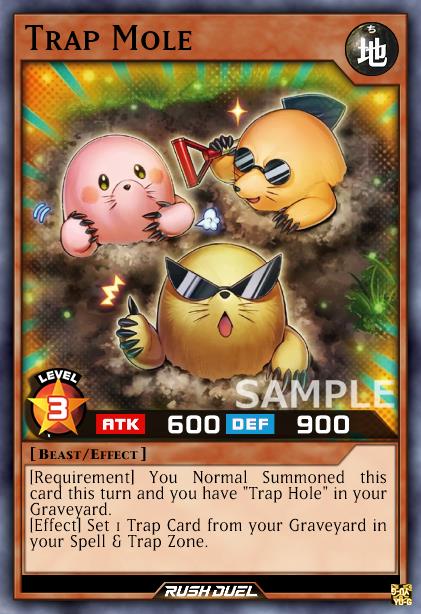 Trap Mole
ち
地
SAMPLE
LEVEL
3
ATK 600 DEF 900
[Beast/Effect]
[Requirement] You Normal Summoned this
card this turn and you have "Trap Hole" in your
Graveyard.
[Effect] Set 1 Trap Card from your Graveyard in
your Spell & Trap Zone.
RUSH DUEL